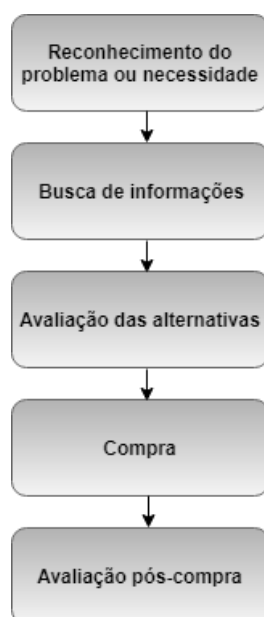 Reconhecimento do
problema ou necessidade
Busca de informações
Avaliação das alternativas
Compra
Avaliação pós-compra